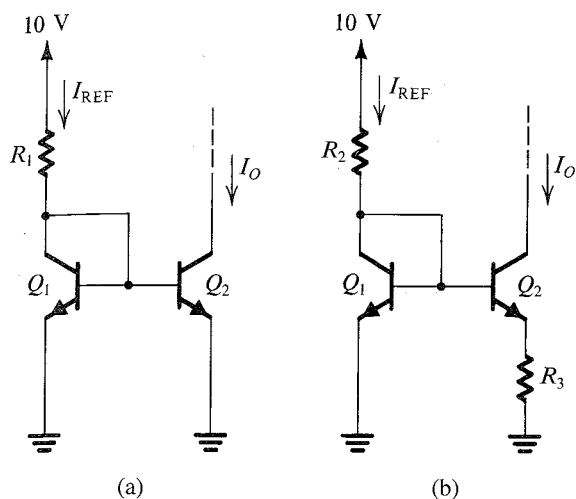 10 V
I_REF
R_1
I_O
Q_1
Q_2
(a)
10 V
I_REF
R_2
I_O
Q_1
Q_2
R_3
(b)